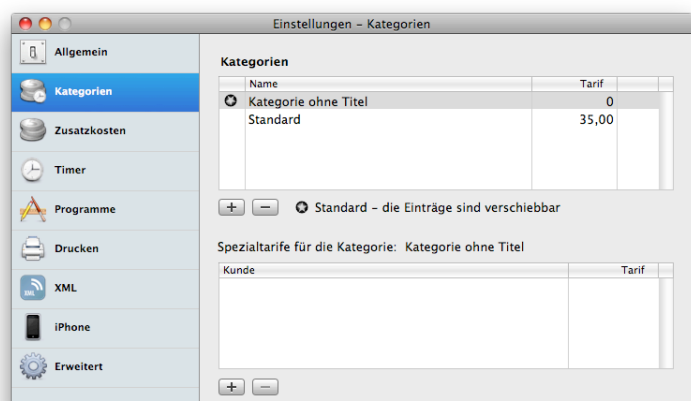 Einstellungen – Kategorien
Allgemein
Kategorien
Zusatzkosten
Timer
Programme
Drucken
XML
XML
iPhone
Erweitert
Kategorien
Name Tarif
Kategorie ohne Titel 0
Standard 35,00
+ − Standard – die Einträge sind verschiebbar
Spezialtarife für die Kategorie: Kategorie ohne Titel
Kunde Tarif
+ −